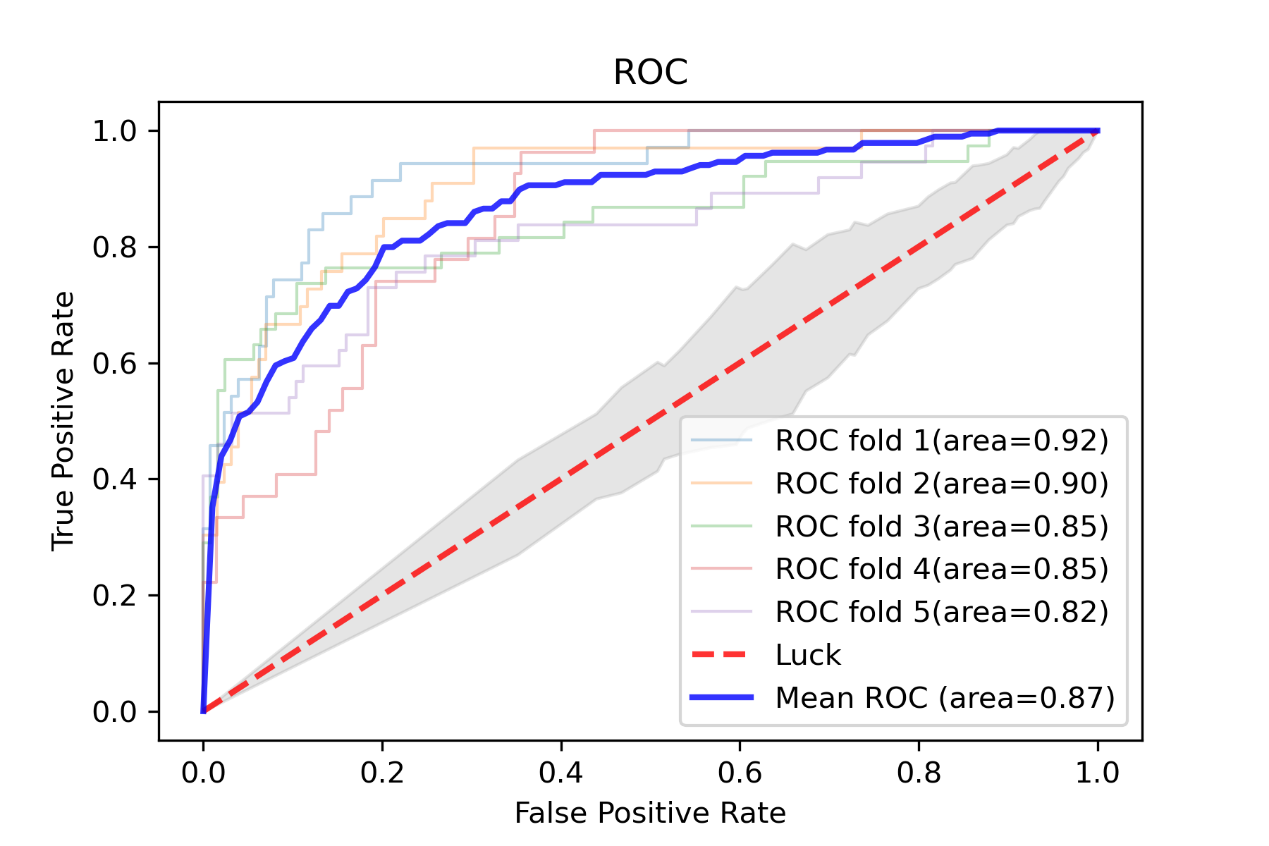 ROC
True Positive Rate
1.0
0.8
0.6
0.4
0.2
0.0
ROC fold 1(area=0.92)
ROC fold 2(area=0.90)
ROC fold 3(area=0.85)
ROC fold 4(area=0.85)
ROC fold 5(area=0.82)
Luck
Mean ROC (area=0.87)
0.0 0.2 0.4 0.6 0.8 1.0
False Positive Rate